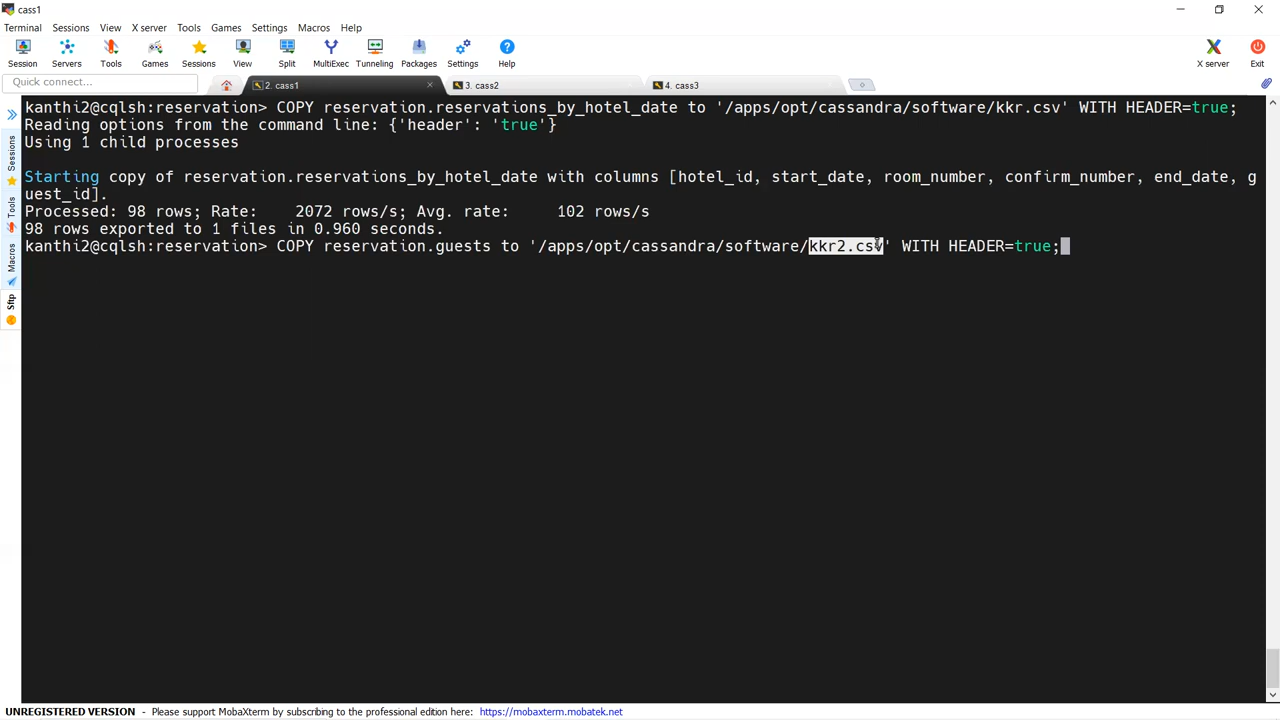 cass1
Terminal Sessions View X server Tools Games Settings Macros Help
Session Servers Tools Games Sessions View Split MultiExec Tunneling Packages Settings Help X server Exit
Quick connect...
2. cass1
3. cass2
4. cass3
kanthi2@cqlsh:reservation> COPY reservation.reservations_by_hotel_date to '/apps/opt/cassandra/software/kkr.csv' WITH HEADER=true;
Reading options from the command line: {'header': 'true'}
Using 1 child processes
Starting copy of reservation.reservations_by_hotel_date with columns [hotel_id, start_date, room_number, confirm_number, end_date, g
uest_id].
Processed: 98 rows; Rate:    2072 rows/s; Avg. rate:     102 rows/s
98 rows exported to 1 files in 0.960 seconds.
kanthi2@cqlsh:reservation> COPY reservation.guests to '/apps/opt/cassandra/software/kkr2.csv' WITH HEADER=true;
Sessions
Tools
Macros
Sftp
UNREGISTERED VERSION - Please support MobaXterm by subscribing to the professional edition here: https://mobaxterm.mobatek.net